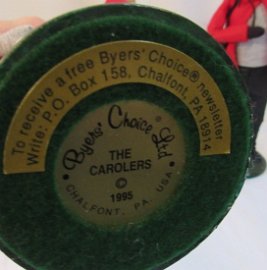 To receive a free Byers' Choice® newsletter
Write: P.O. Box 158, Chalfont, PA 18914
Byers' Choice® Ltd
THE
CAROLERS
©
1995
CHALFONT, PA. USA